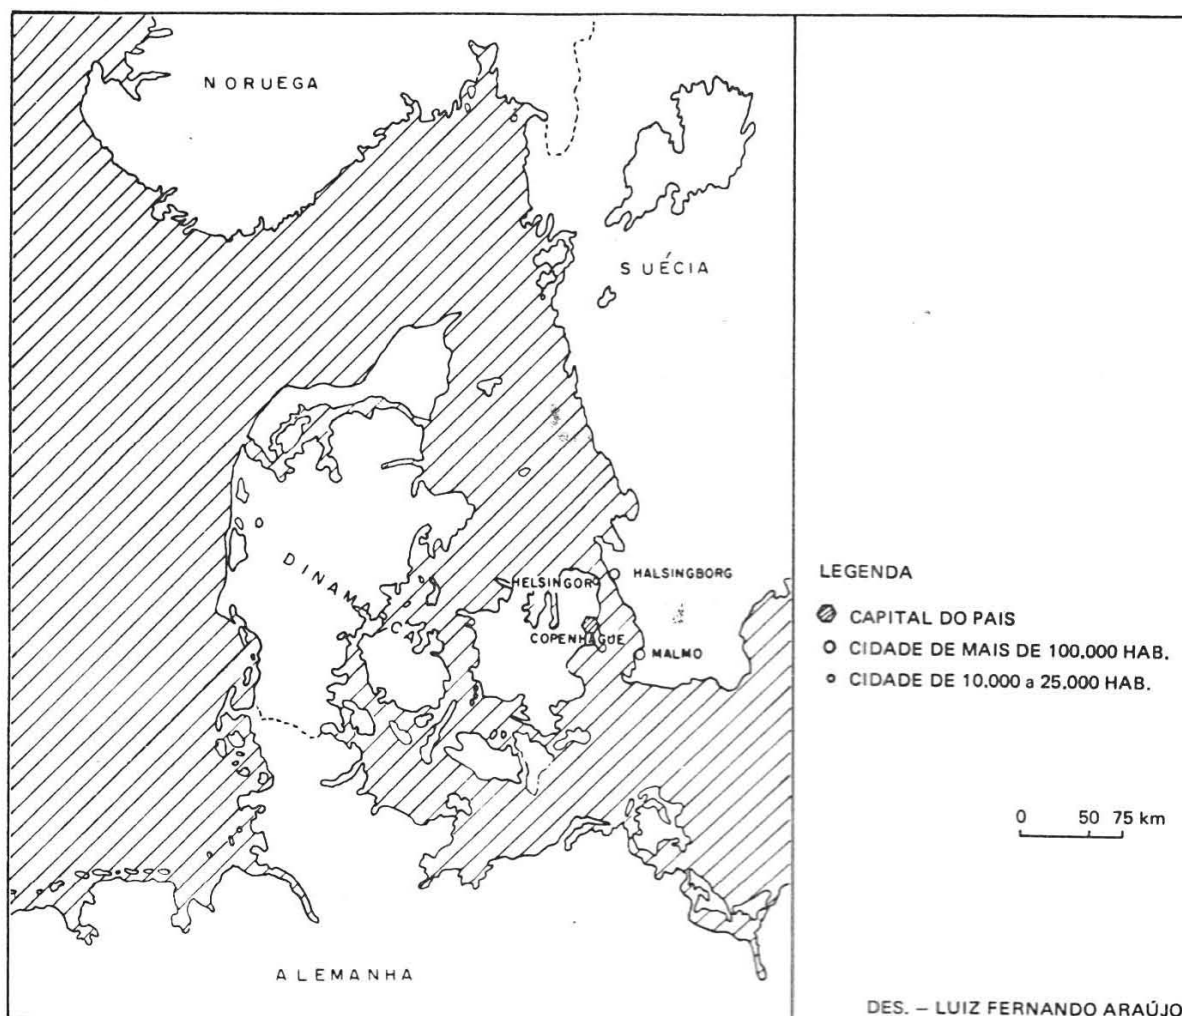 NORUEGA
SUÉCIA
DINAMARCA
HELSINGOR
HALSINGBORG
COPENHAGUE
MALMO
ALEMANHA
LEGENDA
CAPITAL DO PAIS
CIDADE DE MAIS DE 100.000 HAB.
CIDADE DE 10.000 a 25.000 HAB.
0 50 75 km
DES. – LUIZ FERNANDO ARAÚJO